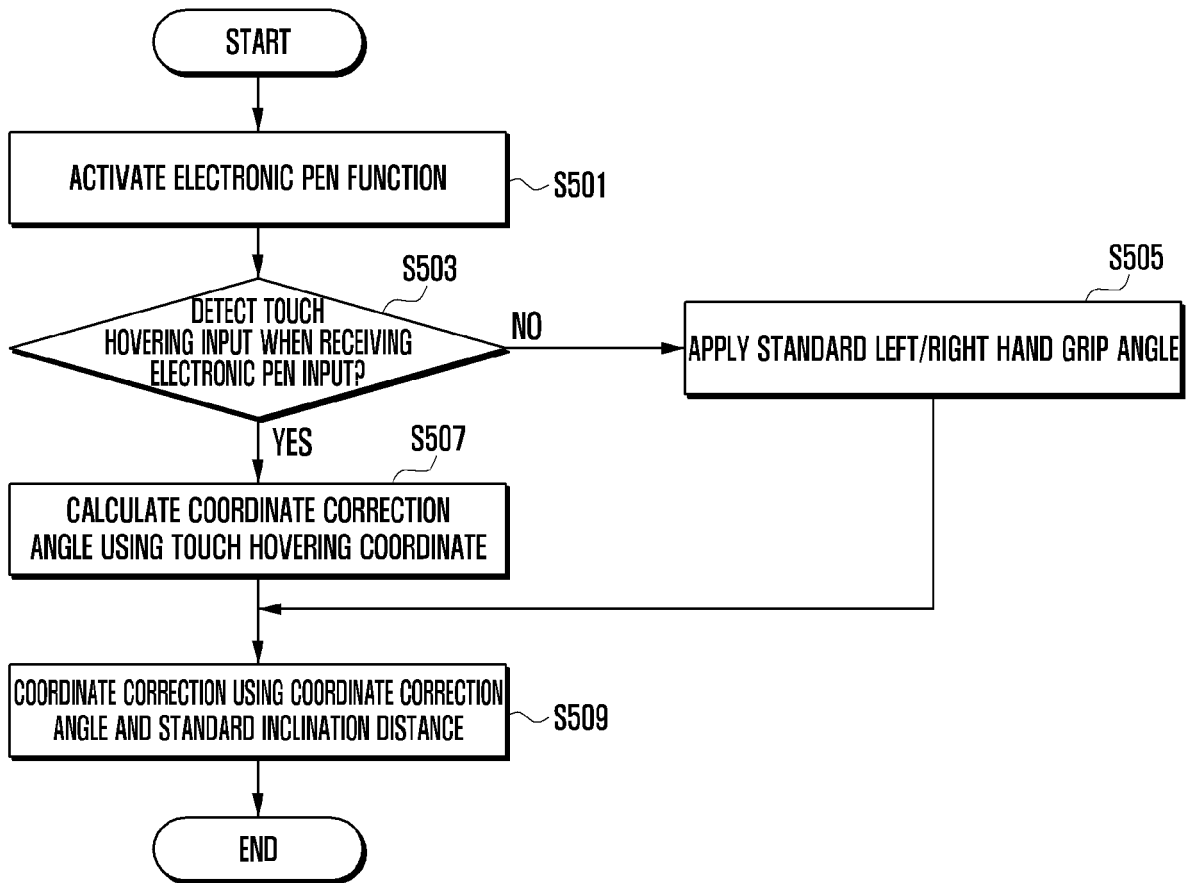 START
ACTIVATE ELECTRONIC PEN FUNCTION
S501
S503
DETECT TOUCH
HOVERING INPUT WHEN RECEIVING
ELECTRONIC PEN INPUT?
NO
S505
APPLY STANDARD LEFT/RIGHT HAND GRIP ANGLE
YES
S507
CALCULATE COORDINATE CORRECTION
ANGLE USING TOUCH HOVERING COORDINATE
COORDINATE CORRECTION USING COORDINATE CORRECTION
ANGLE AND STANDARD INCLINATION DISTANCE
S509
END